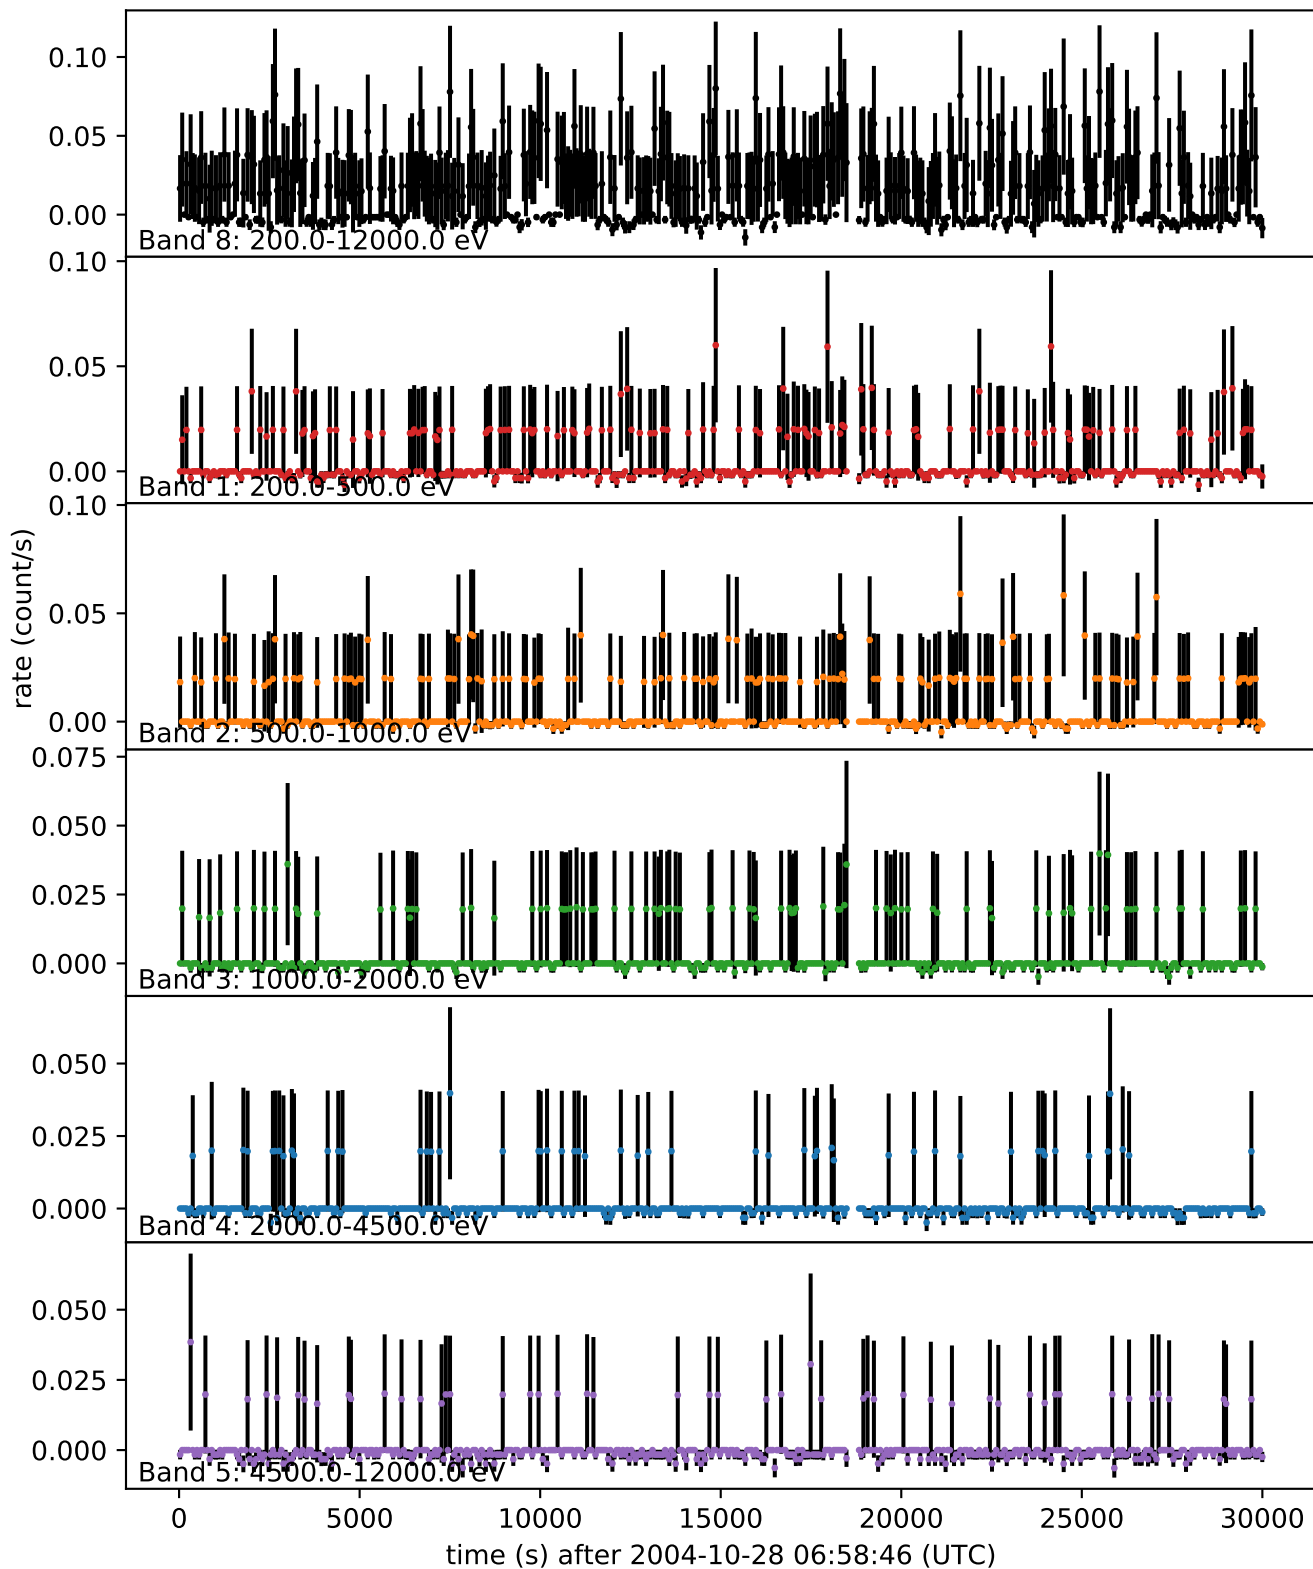 0.10
0.05
0.00
Band 8: 200.0-12000.0 eV
0.10
0.05
0.00
Band 1: 200.0-500.0 eV
0.10
0.05
0.00
Band 2: 500.0-1000.0 eV
rate (count/s)
0.075
0.050
0.025
0.000
Band 3: 1000.0-2000.0 eV
0.050
0.025
0.000
Band 4: 2000.0-4500.0 eV
0.050
0.025
0.000
Band 5: 4500.0-12000.0 eV
0 5000 10000 15000 20000 25000 30000
time (s) after 2004-10-28 06:58:46 (UTC)